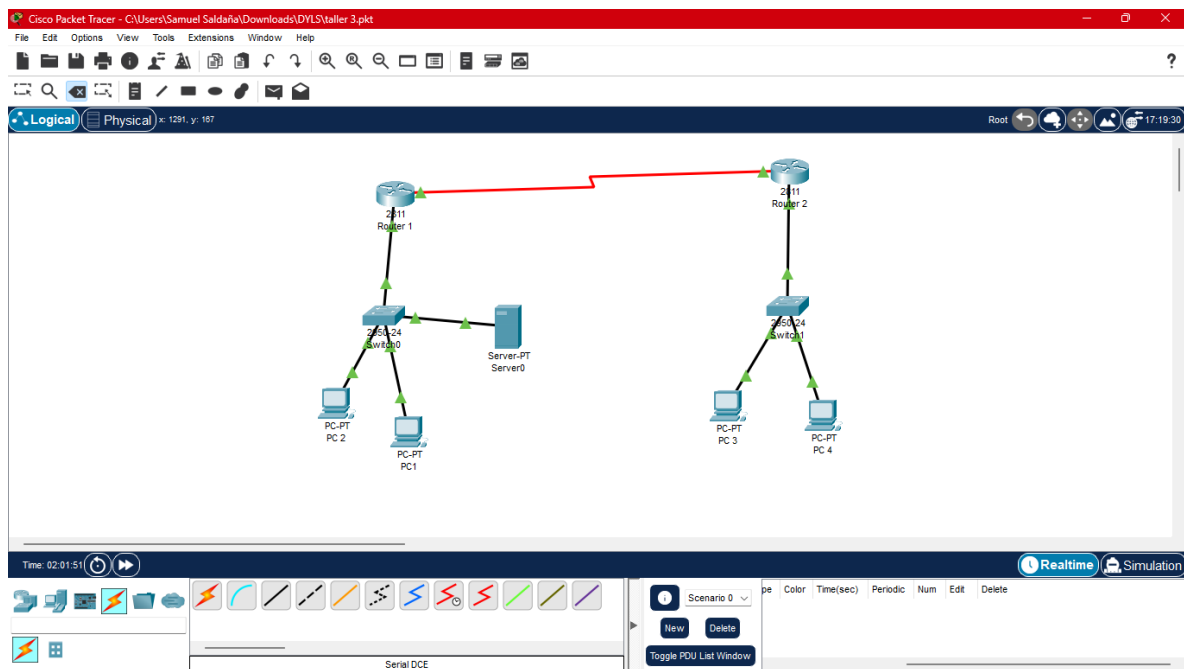 Cisco Packet Tracer - C:\Users\Samuel Saldaña\Downloads\DYLS\taller 3.pkt
File Edit Options View Tools Extensions Window Help
?
Logical Physical x: 1291, y: 167 Root 17:19:30
2811
Router 1
2811
Router 2
2950-24
Switch0
Server-PT
Server0
2950-24
Switch1
PC-PT
PC 2
PC-PT
PC1
PC-PT
PC 3
PC-PT
PC 4
Time: 02:01:51 Realtime Simulation
Scenario 0 pe Color Time(sec) Periodic Num Edit Delete
New Delete
Toggle PDU List Window
Serial DCE